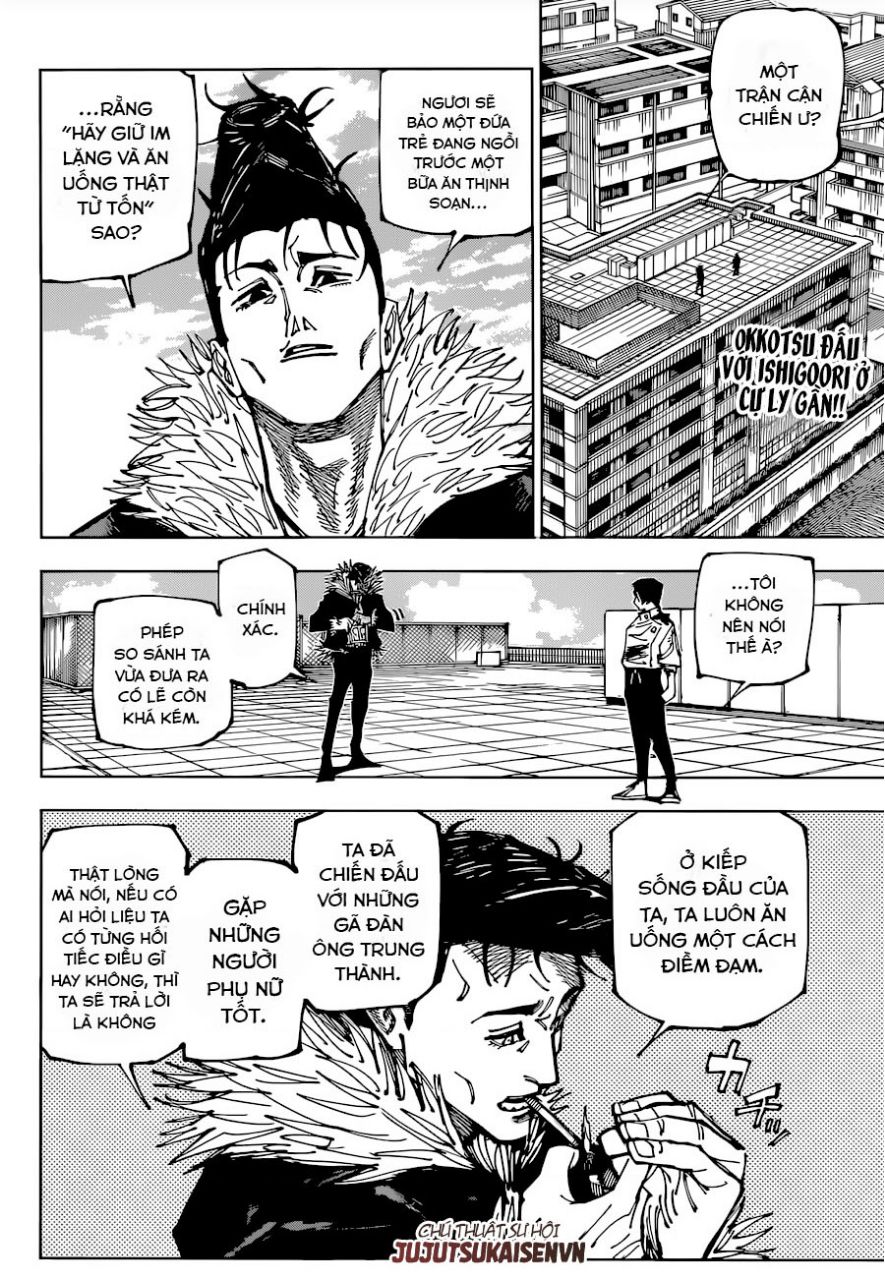 MỘT
TRẬN CẬN
CHIẾN Ư?
OKKOTSU ĐẤU
VỚI ISHIGOORI Ở
CỰ LY GẦN!!
NGƯƠI SẼ
BẢO MỘT ĐỨA
TRẺ ĐANG NGỒI
TRƯỚC MỘT
BỮA ĂN THỊNH
SOẠN...
...RẰNG
“HÃY GIỮ IM
LẶNG VÀ ĂN
UỐNG THẬT
TỪ TỐN”
SAO?
...TÔI
KHÔNG
NÊN NÓI
THẾ À?
CHÍNH
XÁC.
PHÉP
SO SÁNH TA
VỪA ĐƯA RA
CÓ LẼ CÒN
KHÁ KÉM.
Ở KIẾP
SỐNG ĐẦU CỦA
TA, TA LUÔN ĂN
UỐNG MỘT CÁCH
ĐIỀM ĐẠM.
TA ĐÃ
CHIẾN ĐẤU
VỚI NHỮNG
GÃ ĐÀN
ÔNG TRUNG
THÀNH.
GẶP
NHỮNG
NGƯỜI
PHỤ NỮ
TỐT.
THẬT LÒNG
MÀ NÓI, NẾU CÓ
AI HỎI LIỆU TA
CÓ TỪNG HỐI
TIẾC ĐIỀU GÌ
HAY KHÔNG, THÌ
TA SẼ TRẢ LỜI
LÀ KHÔNG
カチッ
CHÚ THUẬT SƯ HỘI
JUJUTSUKAISENVN